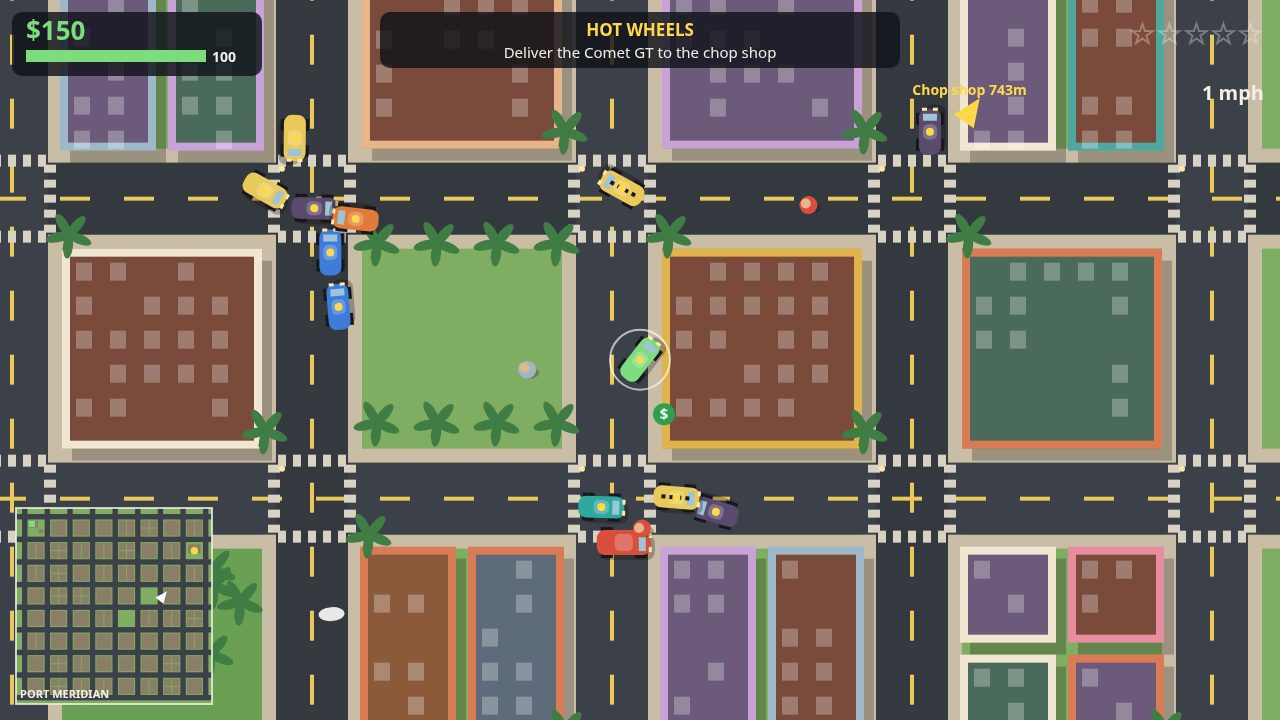 $150
100
HOT WHEELS
Deliver the Comet GT to the chop shop
☆☆☆☆☆
Chop shop 743m
1 mph
$
PORT MERIDIAN